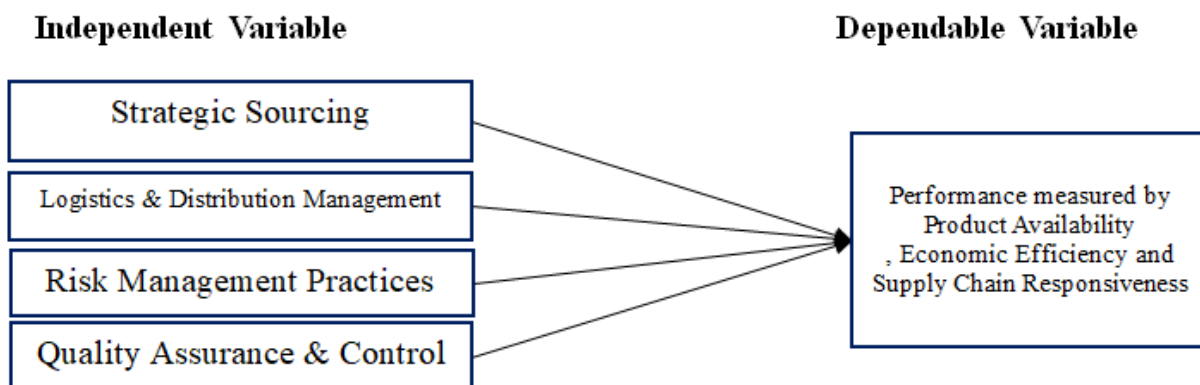 Independent Variable
Dependable Variable
Strategic Sourcing
Logistics & Distribution Management
Risk Management Practices
Quality Assurance & Control
Performance measured by
Product Availability
, Economic Efficiency and
Supply Chain Responsiveness